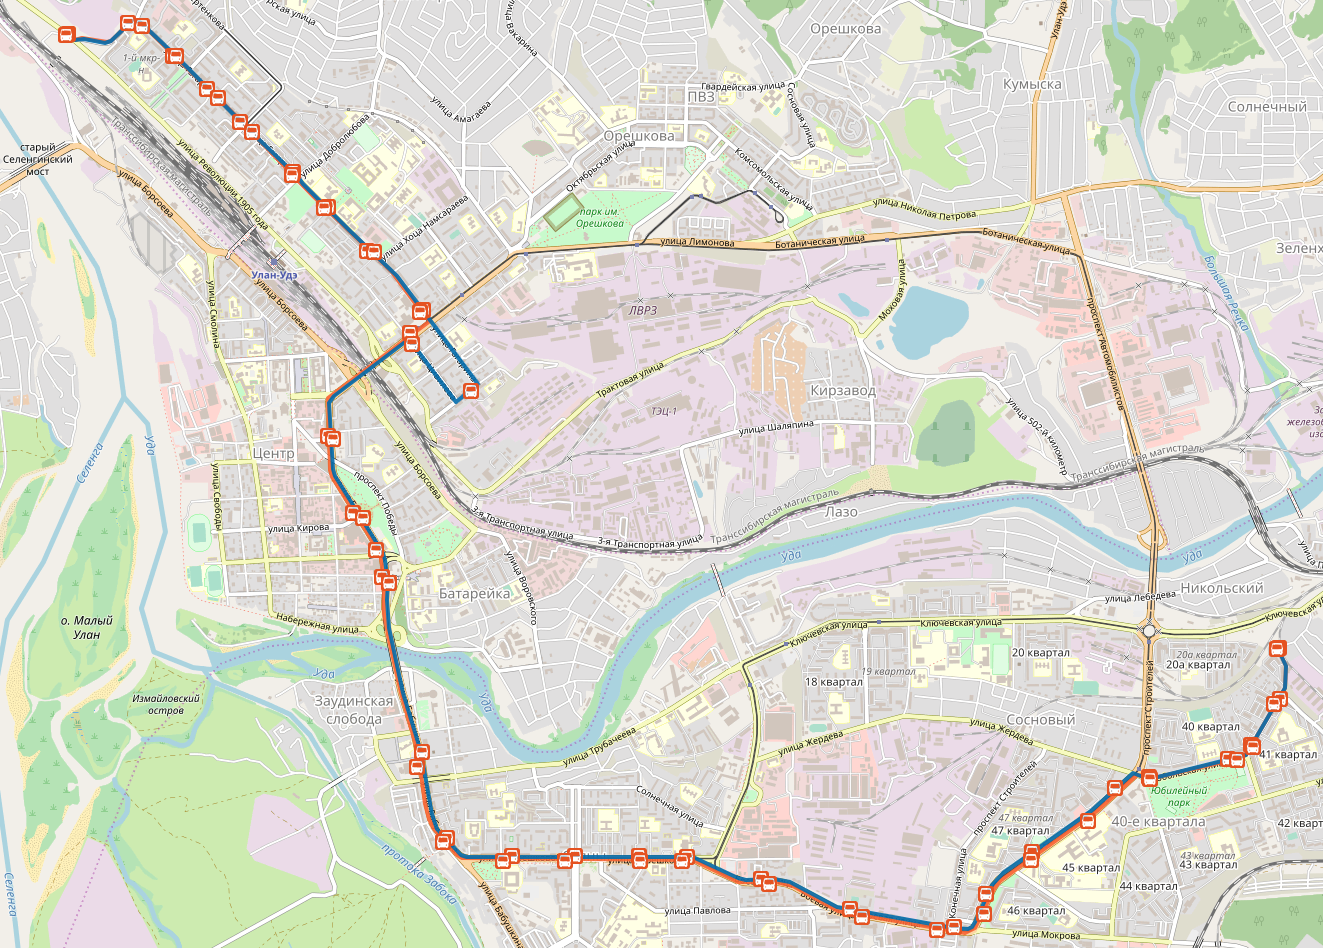 Орешкова
Гвардейская улица
ПВЗ
Кумыска
Солнечный
Сосновая улица
улица Амагаева
1-й мкр-
н
Транссибирская магистраль
улица Добролюбова
Орешкова
старый
Селенгинский
мост
улица Революции 1905 года
Октябрьская улица
Комсомольская улица
улица Борсоева
парк им.
Орешкова
улица Николая Петрова
улица Хоца Намсараева
улица Лимонова
Ботаническая улица
Ботаническая улица
Улан-Удэ
Моховая улица
Большая Речка
улица Смолина
улица Борсоева
ЛВРЗ
проспект Автомобилистов
Трактовая улица
Кирзавод
ТЭЦ-1
улица Шаляпина
улица 502-й километр
Селенга
Уда
Центр
улица Борсоева
улица Свободы
проспект Победы
Транссибирская магистраль
Транссибирская магистраль
Лазо
улица Кирова
3-я Транспортная улица
3-я Транспортная улица
Уда
Уда
улица Воровского
Батарейка
Никольский
улица Лебедева
о. Малый
Улан
Набережная улица
Ключевская улица
Ключевская улица
20 квартал
20а квартал
20а квартал
19 квартал
18 квартал
Уда
Уда
Измайловский
остров
Заудинская
слобода
Сосновый
улица Трубачеева
улица Жердева
улица Жердева
проспект Строителей
40 квартал
41 квартал
Солнечная улица
проспект Строителей
Юбилейный
парк
47 квартал
47 квартал
40-е квартала
протока Забока
45 квартал
43 квартал
43 квартал
44 квартал
Селенга
улица Бабушкина
улица Павлова
Конечная улица
46 квартал
улица Мокрова